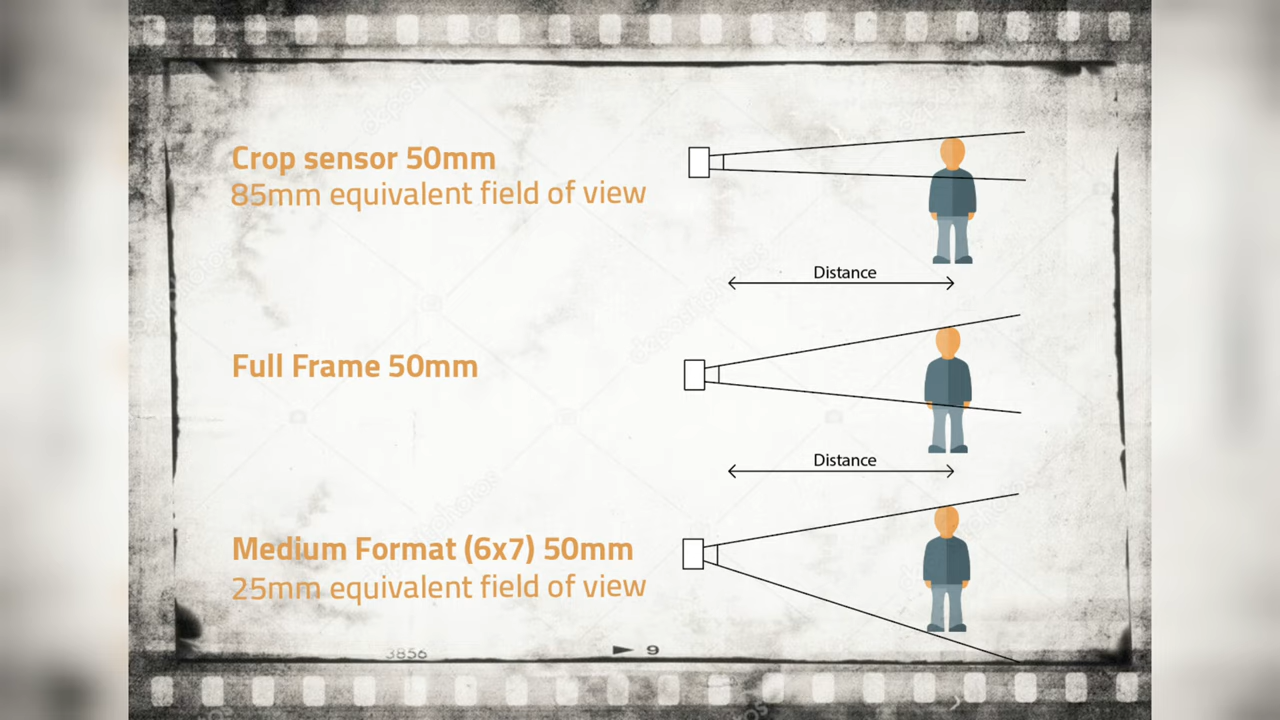 Crop sensor 50mm
85mm equivalent field of view
Distance
Full Frame 50mm
Distance
Medium Format (6x7) 50mm
25mm equivalent field of view
3856
9